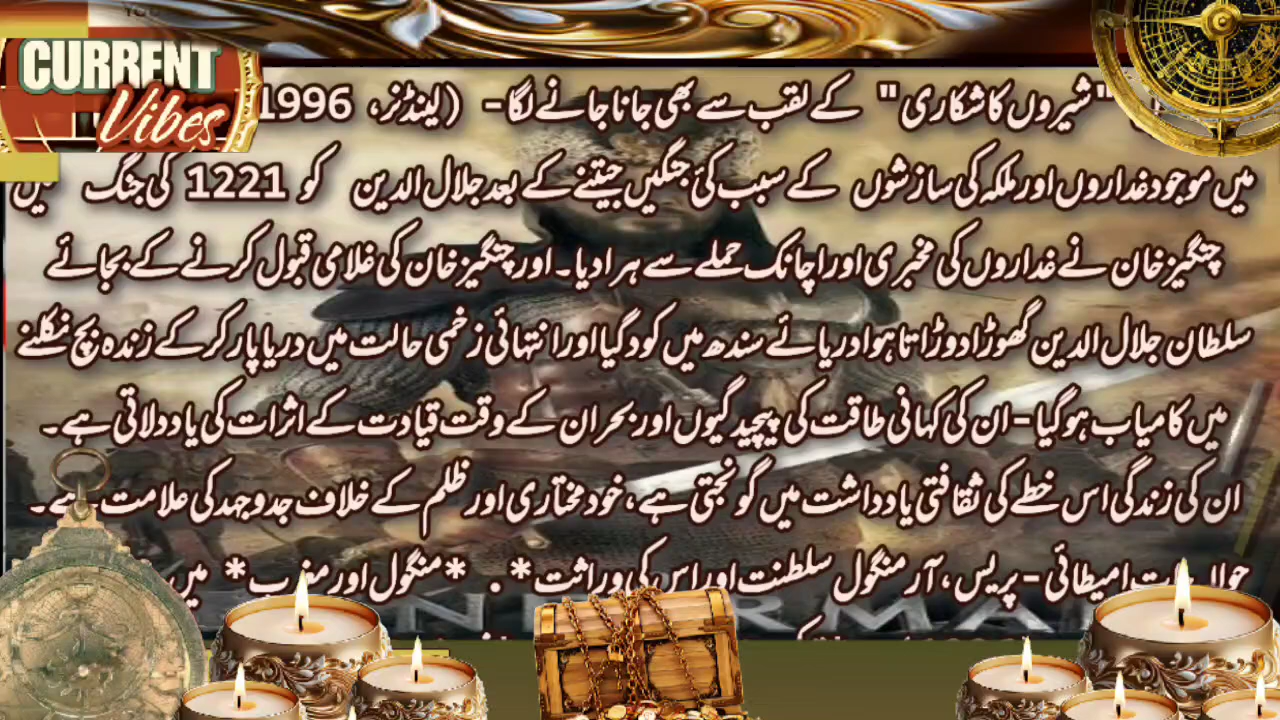 CURRENT
Vibes
"شیروں کا شکاری" کے لقب سے بھی جانا جانے لگا- (لینڈنز، 1996
میں موجود غداروں اور ملکہ کی سازشوں کے سبب کئ جنگیں جیتنے کے بعد جلال الدین کو 1221 کی جنگ میں
چنگیز خان نے غداروں کی مخبری اور اچانک حملے سے ہرا دیا۔ اور چنگیز خان کی غلامی قبول کرنے کے بجائے
سلطان جلال الدین گھوڑا دوڑاتا ہوا دریائے سندھ میں کود گیا اور انتہائی زخمی حالت میں دریا پار کر کے زندہ بچ نکلنے
میں کامیاب ہو گیا- ان کی کہانی طاقت کی پیچیدگیوں اور بحران کے وقت قیادت کے اثرات کی یاد دلاتی ہے۔
ان کی زندگی اس خطے کی ثقافتی یادداشت میں گونجتی ہے، خود مختاری اور ظلم کے خلاف جدوجہد کی علامت ہے۔
امیطائی-پریس، آر منگول سلطنت اور اس کی وراثت*. *منگول اور مغرب* میں